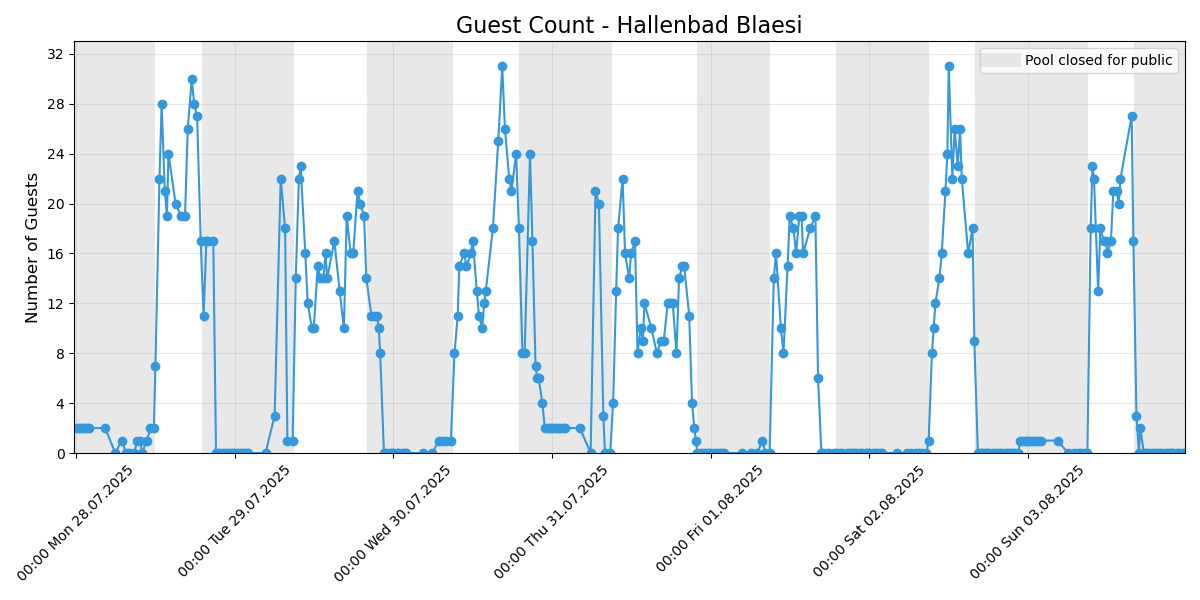 Guest Count - Hallenbad Blaesi
Pool closed for public
Number of Guests
32
28
24
20
16
12
8
4
0
00:00 Mon 28.07.2025
00:00 Tue 29.07.2025
00:00 Wed 30.07.2025
00:00 Thu 31.07.2025
00:00 Fri 01.08.2025
00:00 Sat 02.08.2025
00:00 Sun 03.08.2025